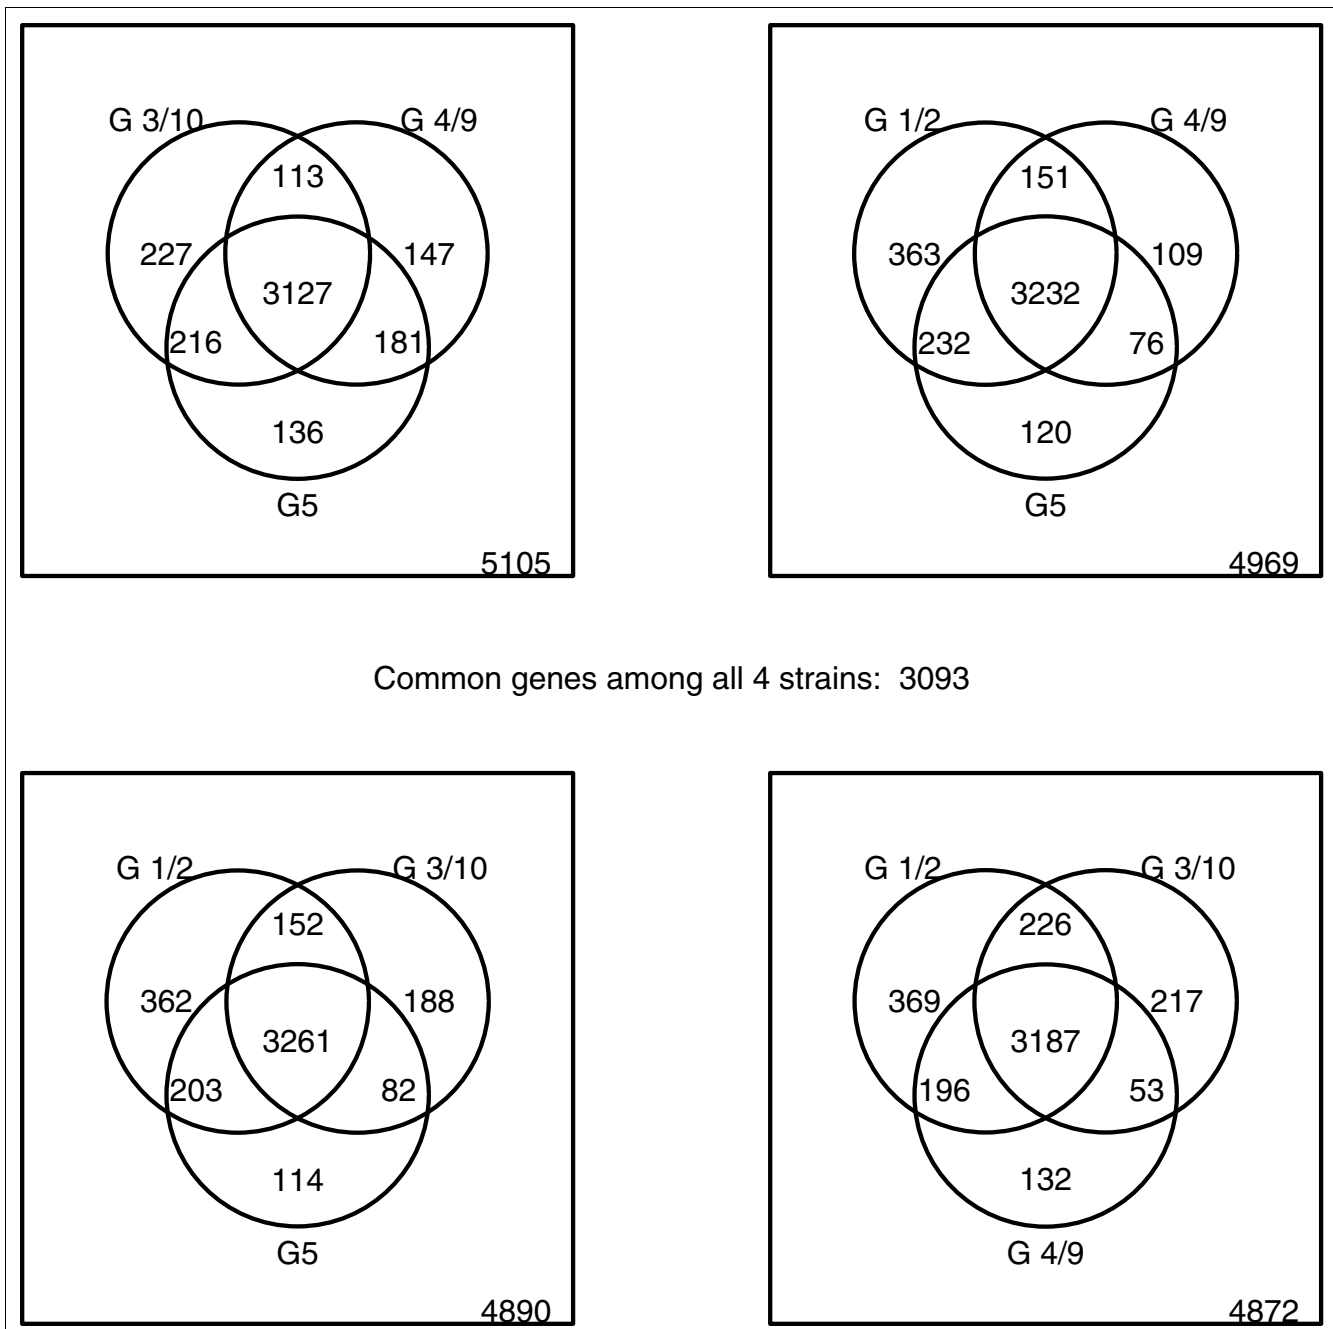 G 3/10 G 4/9
113
227 147
3127
216 181
136
G5
5105
G 1/2 G 4/9
151
363 109
3232
232 76
120
G5
4969
Common genes among all 4 strains: 3093
G 1/2 G 3/10
152
362 188
3261
203 82
114
G5
4890
G 1/2 G 3/10
226
369 217
3187
196 53
132
G 4/9
4872